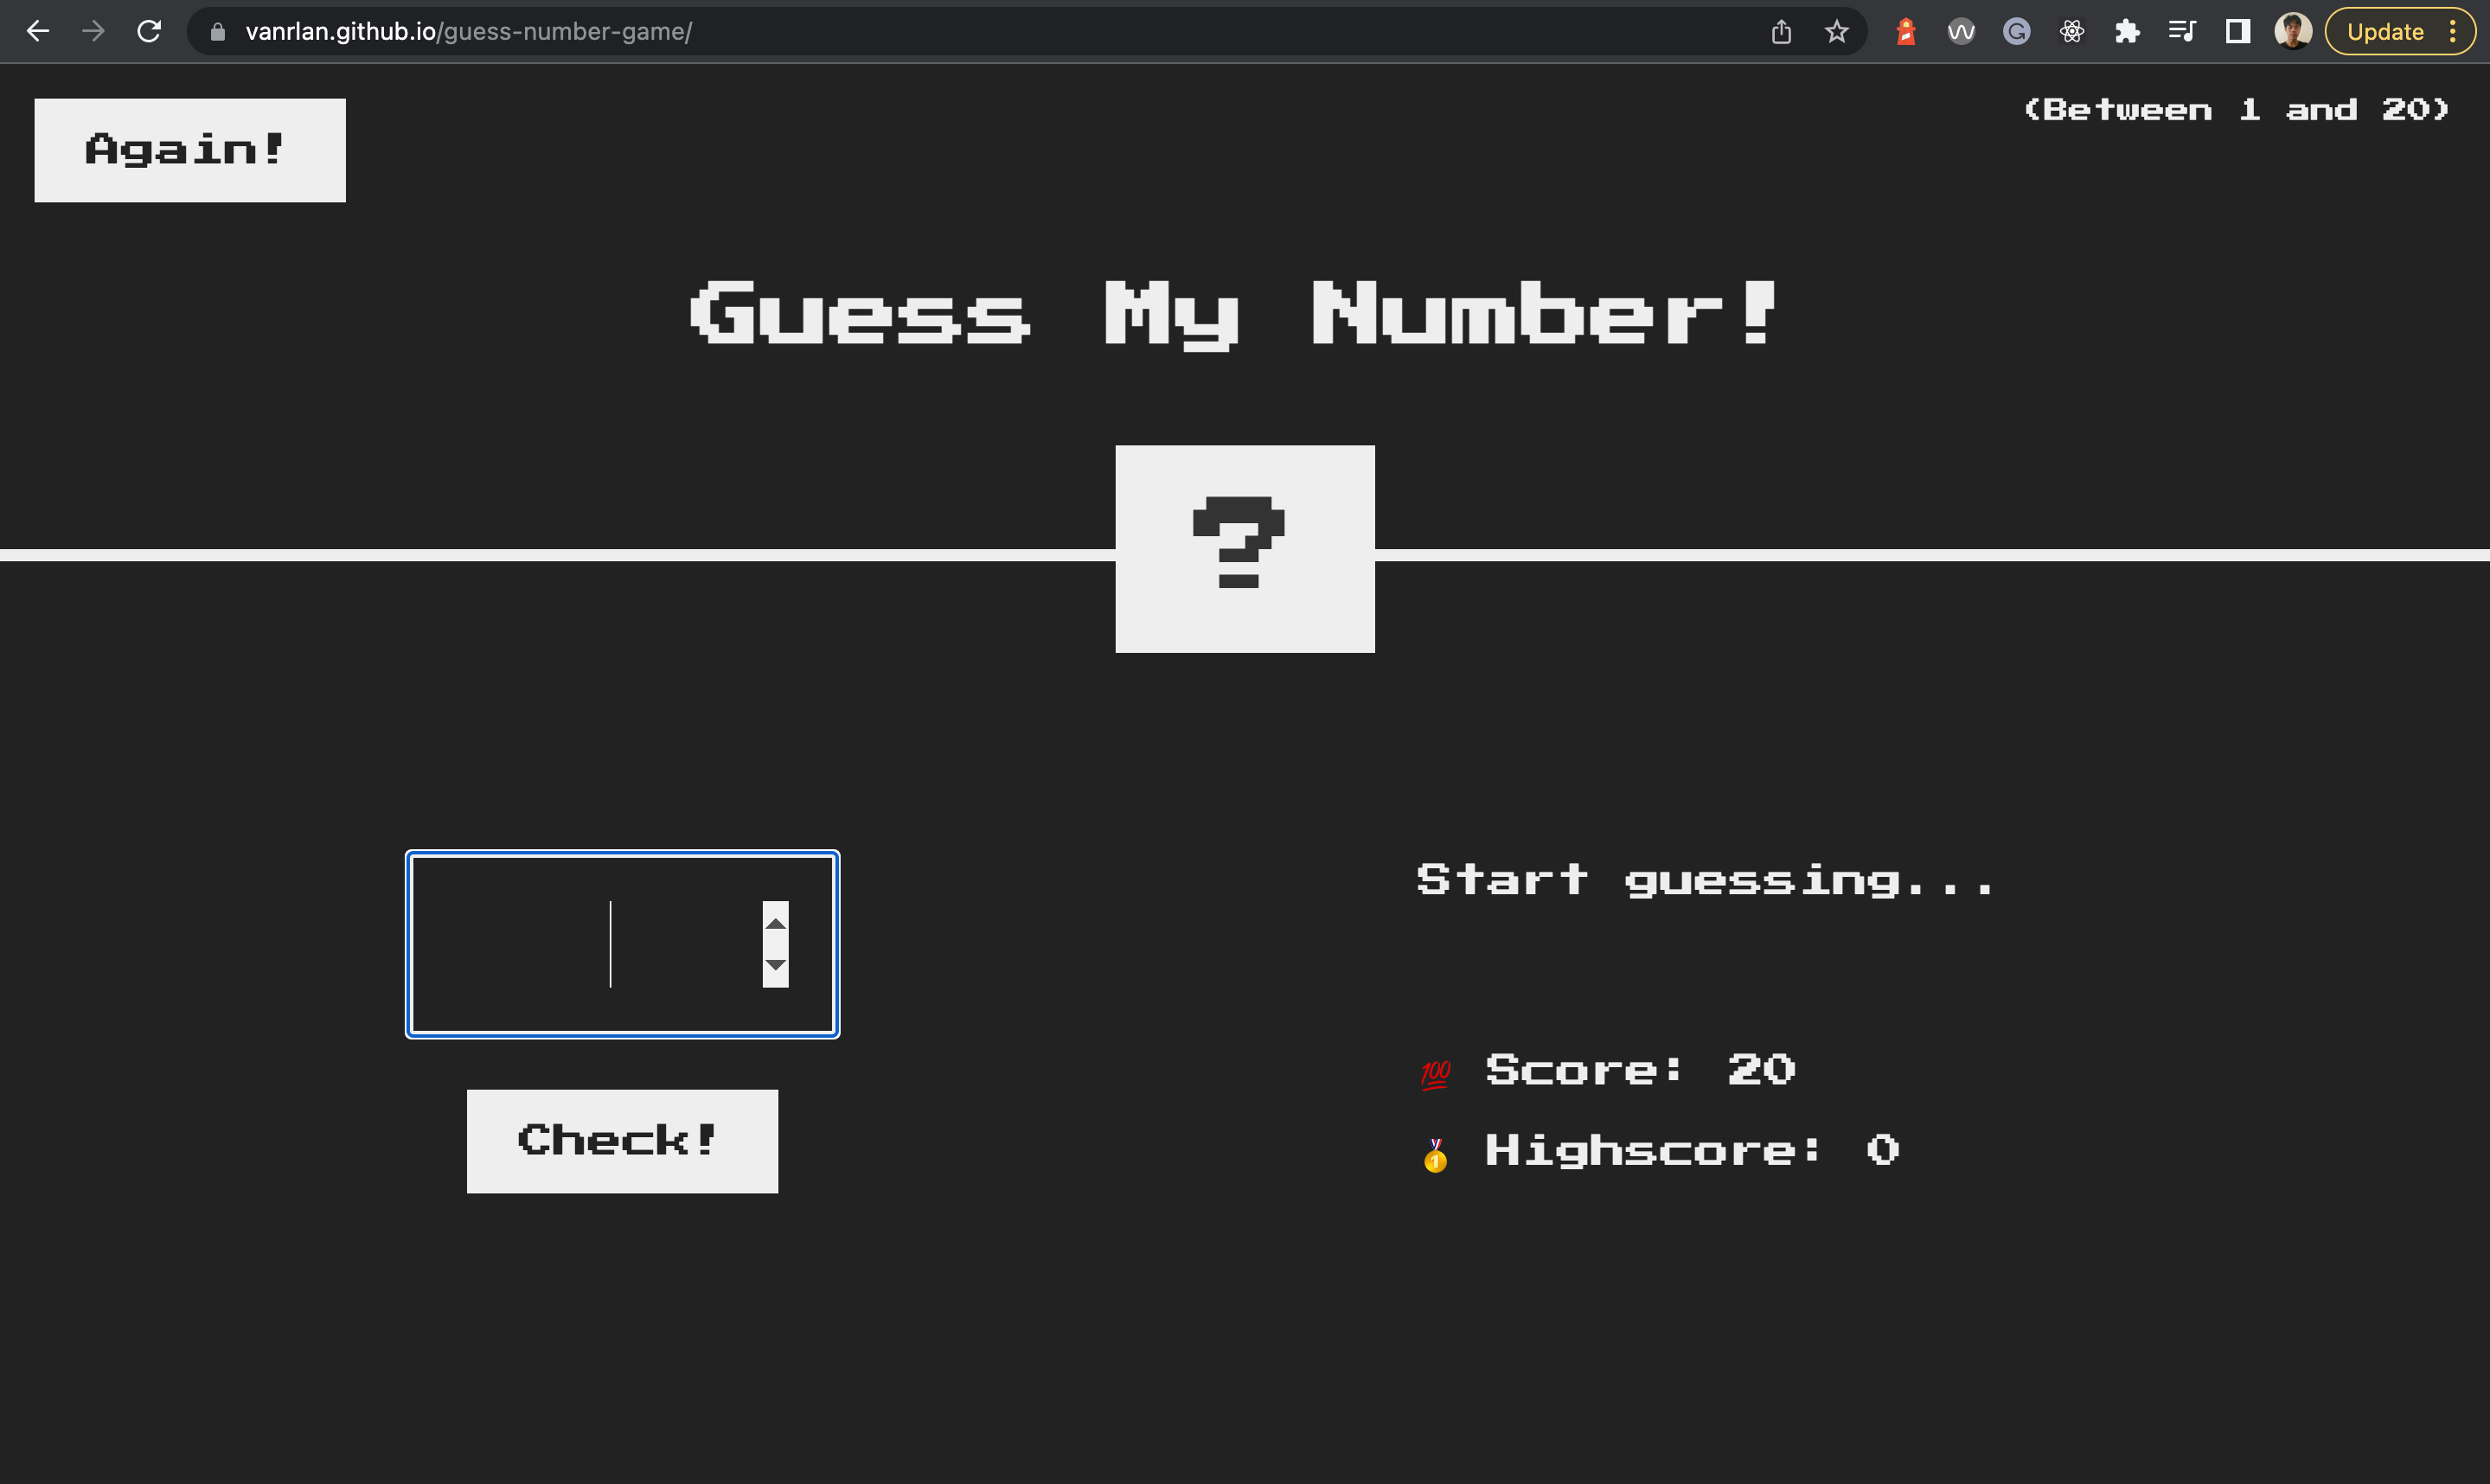 vanrlan.github.io/guess-number-game/
Update
Again!
(Between 1 and 20)
Guess My Number!
?
Start guessing...
💯 Score: 20
🥇 Highscore: 0
Check!